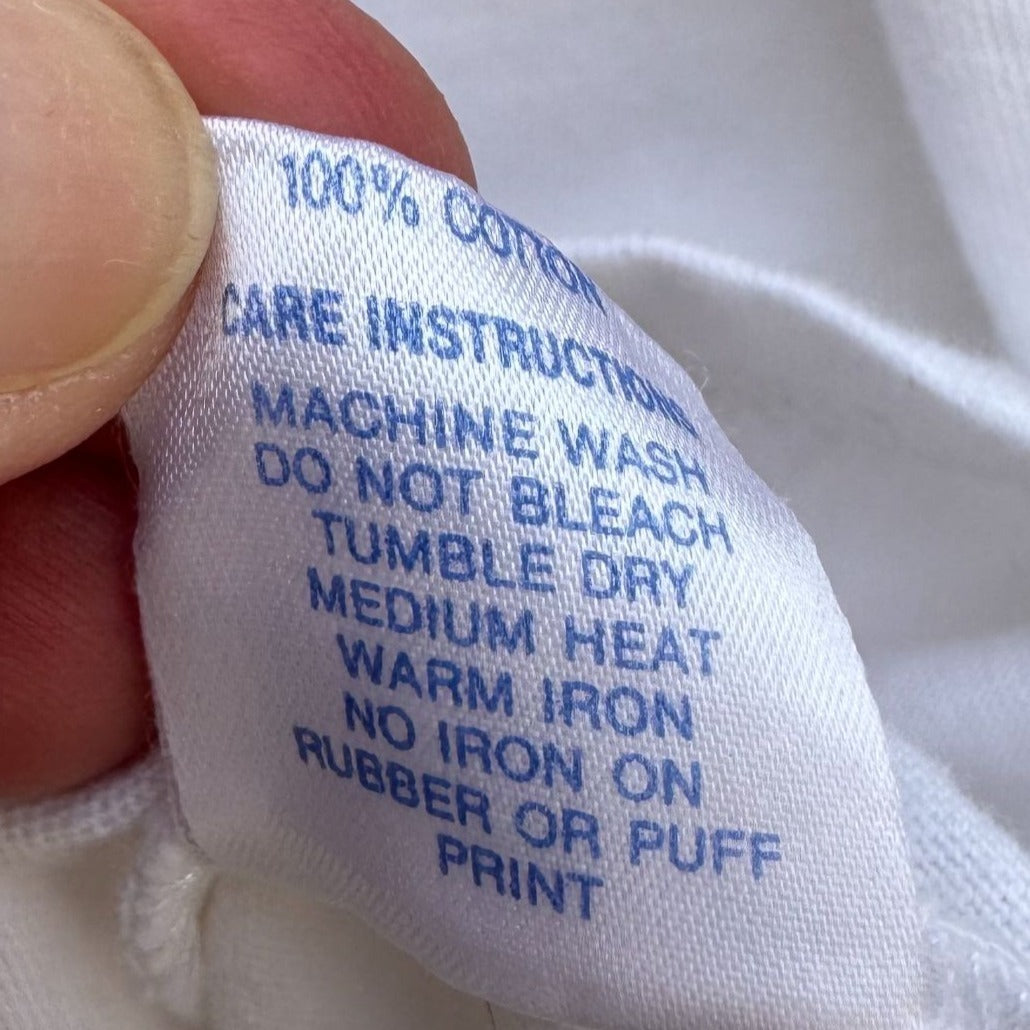 100% COTTON
CARE INSTRUCTIONS
MACHINE WASH
DO NOT BLEACH
TUMBLE DRY
MEDIUM HEAT
WARM IRON
NO IRON ON
RUBBER OR PUFF
PRINT